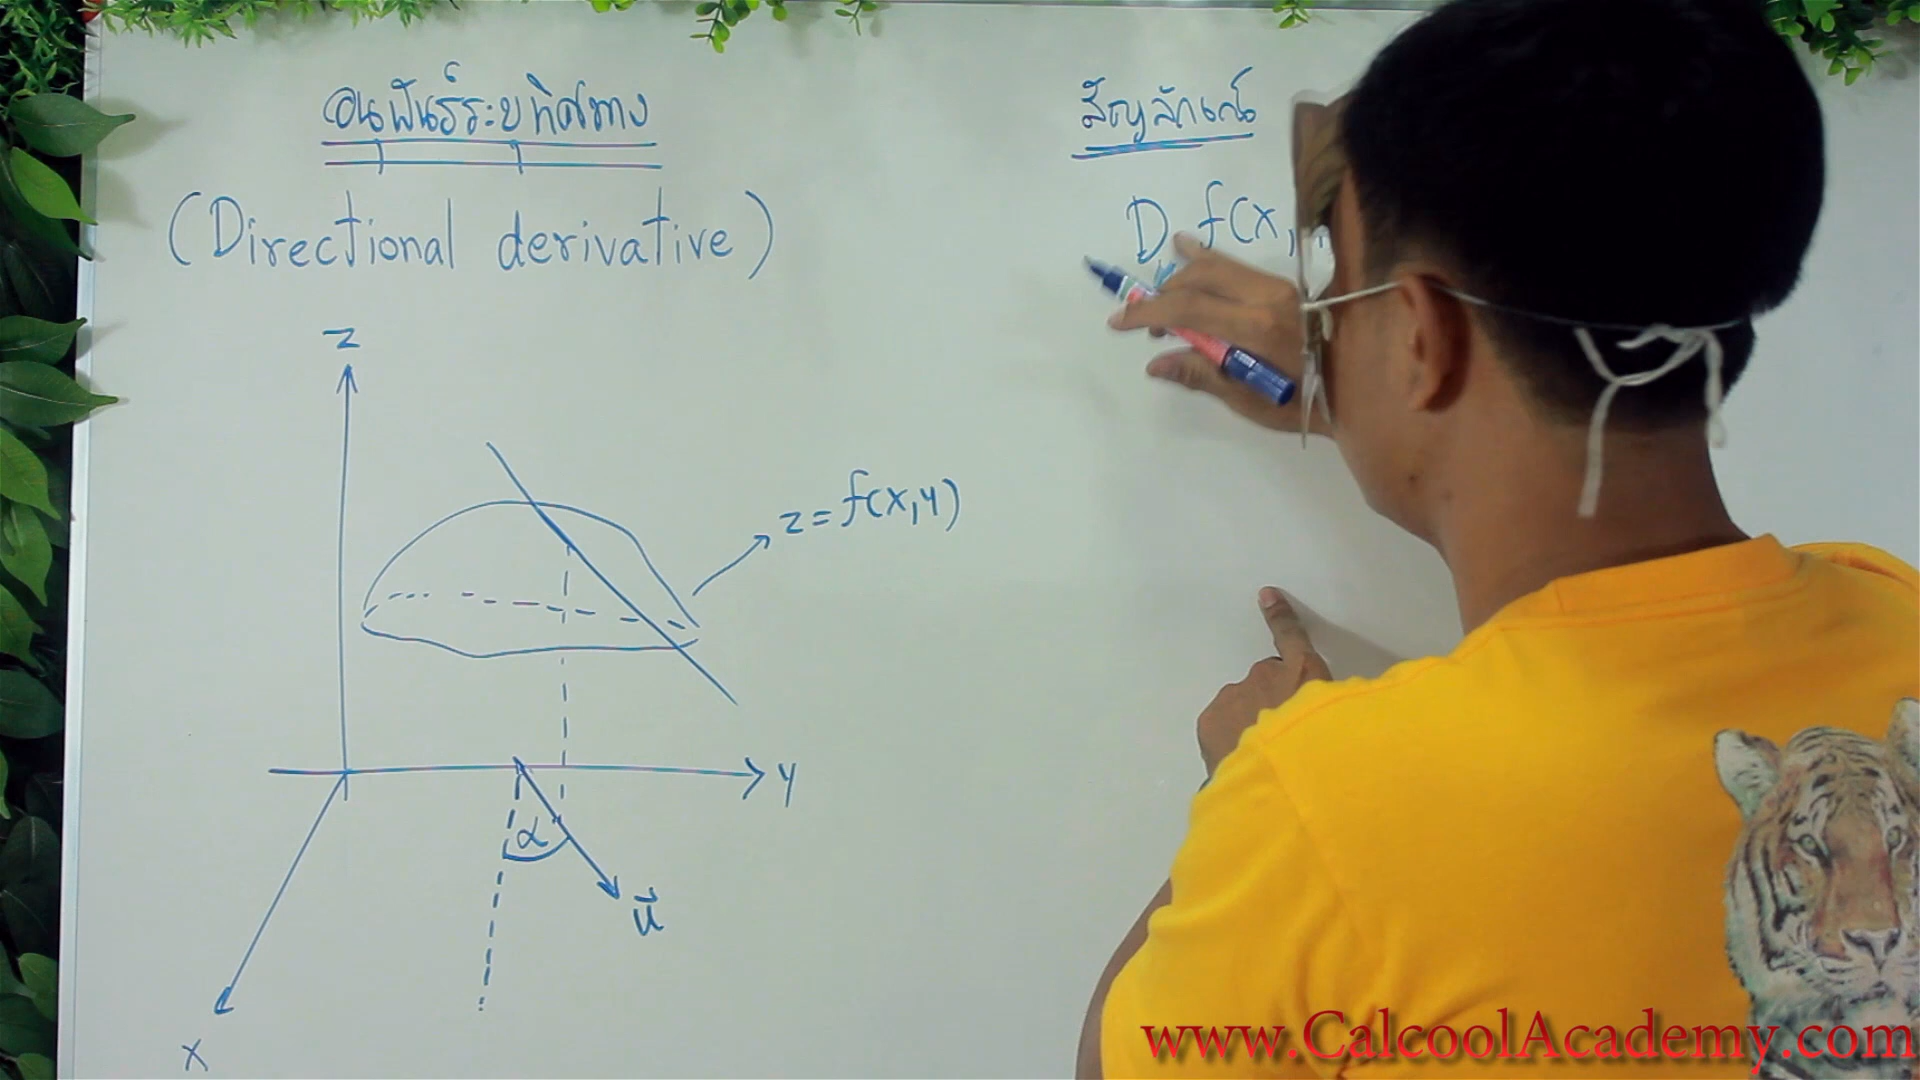 อนุพันธ์ระบุทิศทาง
(Directional derivative)
สัญลักษณ์
D f(x,
z
z = f(x,y)
y
α
u
x
www.CalcoolAcademy.com